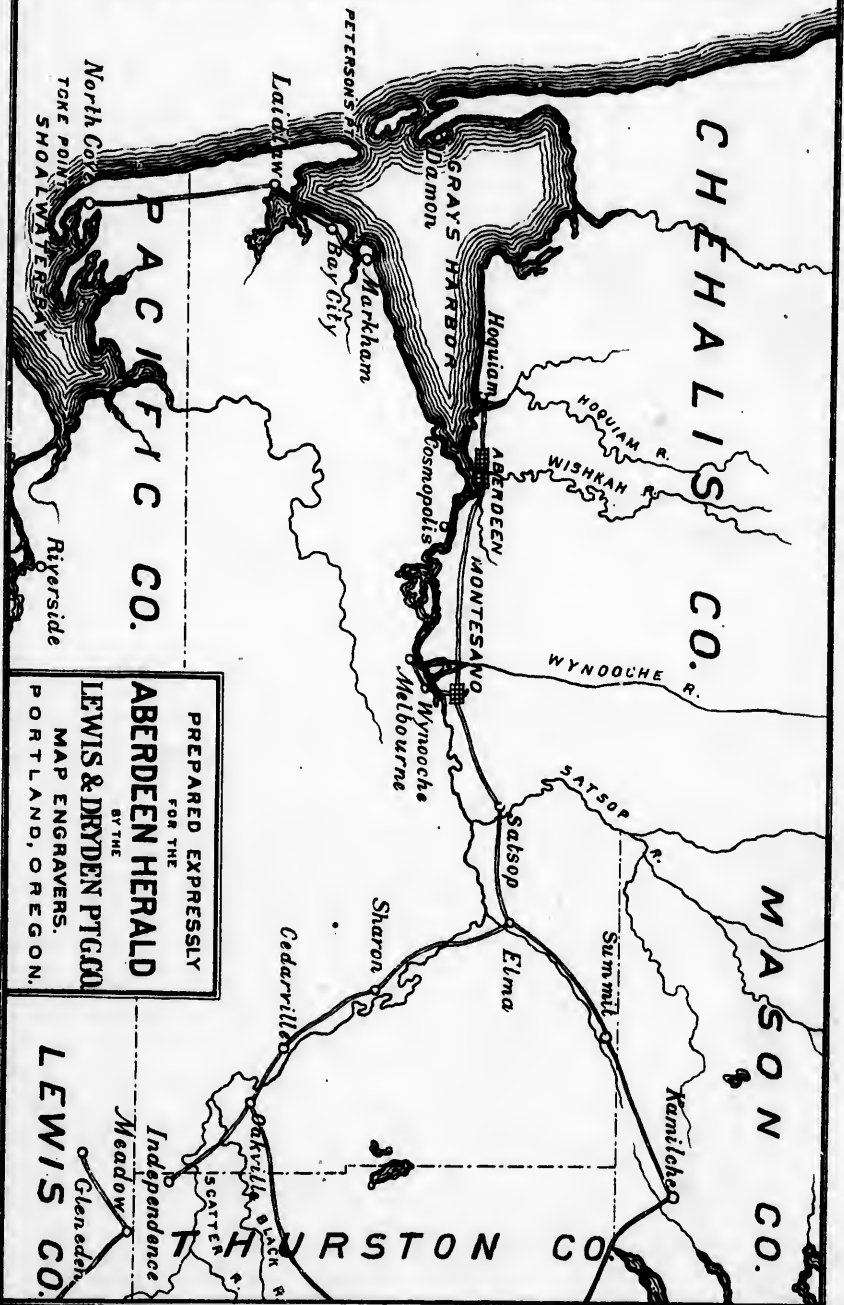 CHEHALIS CO.
MASON CO.
PACIFIC CO.
THURSTON CO.
LEWIS CO.
PETERSONS PT.
GRAYS HARBOR
Damon
Hoquiam
HOQUIAM R.
WISHKAH R.
ABERDEEN
Cosmopolis
MONTESANO
WYNOOCHE R.
Wynooche
Melbourne
SATSOP R.
Satsop
Elma
Summit
Kamilche
Sharon
Cedarville
Oakville
BLACK R.
SCATTER R.
Independence
Meadow
Gleneden
Laidlaw
Bay City
Markham
North Cove
TOKE POINT
SHOALWATER BAY
Riverside
PREPARED EXPRESSLY
FOR THE
ABERDEEN HERALD
BY THE
LEWIS & DRYDEN PTG.CO.
MAP ENGRAVERS.
PORTLAND, OREGON.